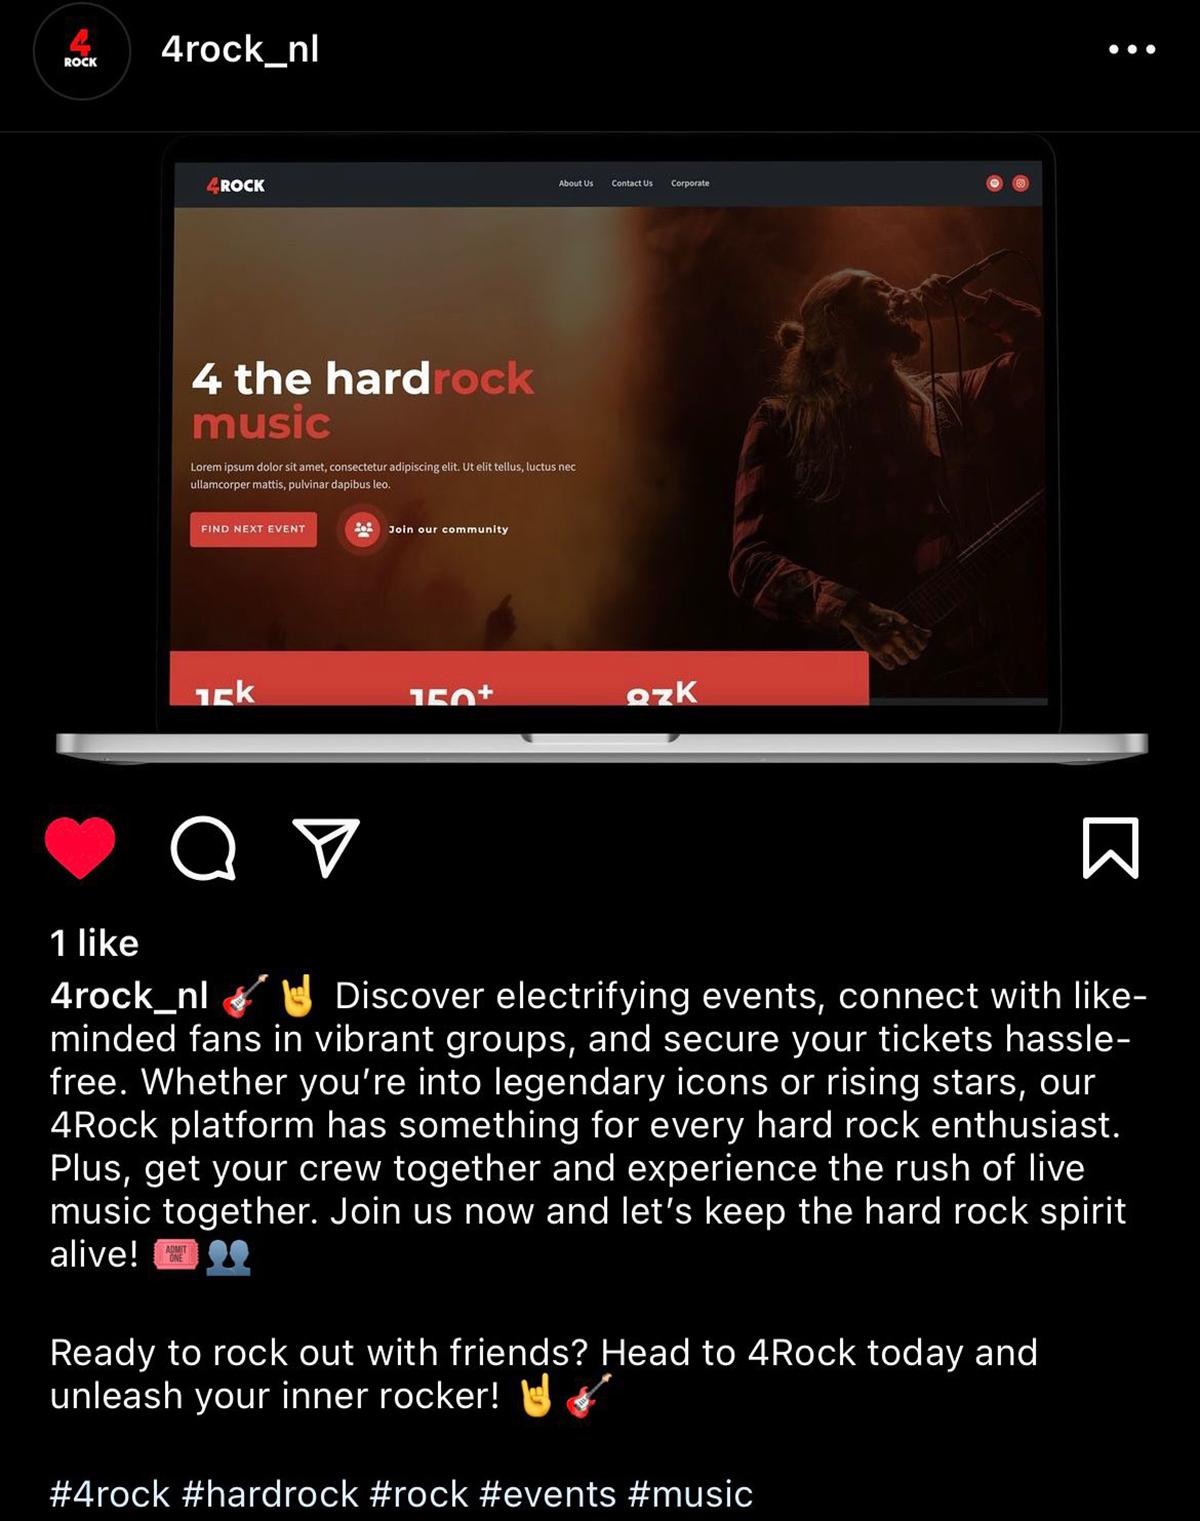 4
ROCK
4rock_nl
4ROCK
About Us
Contact Us
Corporate
4 the hardrock
music
Lorem ipsum dolor sit amet, consectetur adipiscing elit. Ut elit tellus, luctus nec
ullamcorper mattis, pulvinar dapibus leo.
FIND NEXT EVENT
Join our community
15k
150+
83K
1 like
4rock_nl 🎸🤘 Discover electrifying events, connect with like-
minded fans in vibrant groups, and secure your tickets hassle-
free. Whether you’re into legendary icons or rising stars, our
4Rock platform has something for every hard rock enthusiast.
Plus, get your crew together and experience the rush of live
music together. Join us now and let’s keep the hard rock spirit
alive! 🎟️👥
Ready to rock out with friends? Head to 4Rock today and
unleash your inner rocker! 🤘🎸
#4rock #hardrock #rock #events #music